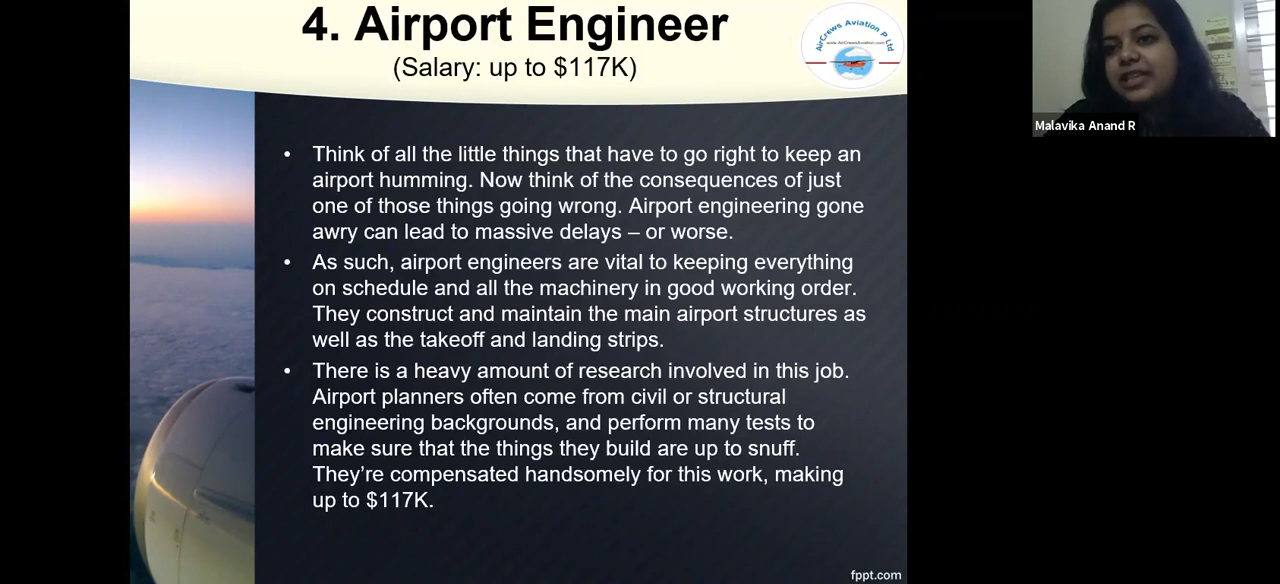 4. Airport Engineer
(Salary: up to $117K)
AirCrews Aviation P Ltd
www.AirCrewsAviation.com
Malavika Anand R
• Think of all the little things that have to go right to keep an
airport humming. Now think of the consequences of just
one of those things going wrong. Airport engineering gone
awry can lead to massive delays – or worse.
• As such, airport engineers are vital to keeping everything
on schedule and all the machinery in good working order.
They construct and maintain the main airport structures as
well as the takeoff and landing strips.
• There is a heavy amount of research involved in this job.
Airport planners often come from civil or structural
engineering backgrounds, and perform many tests to
make sure that the things they build are up to snuff.
They’re compensated handsomely for this work, making
up to $117K.
fppt.com